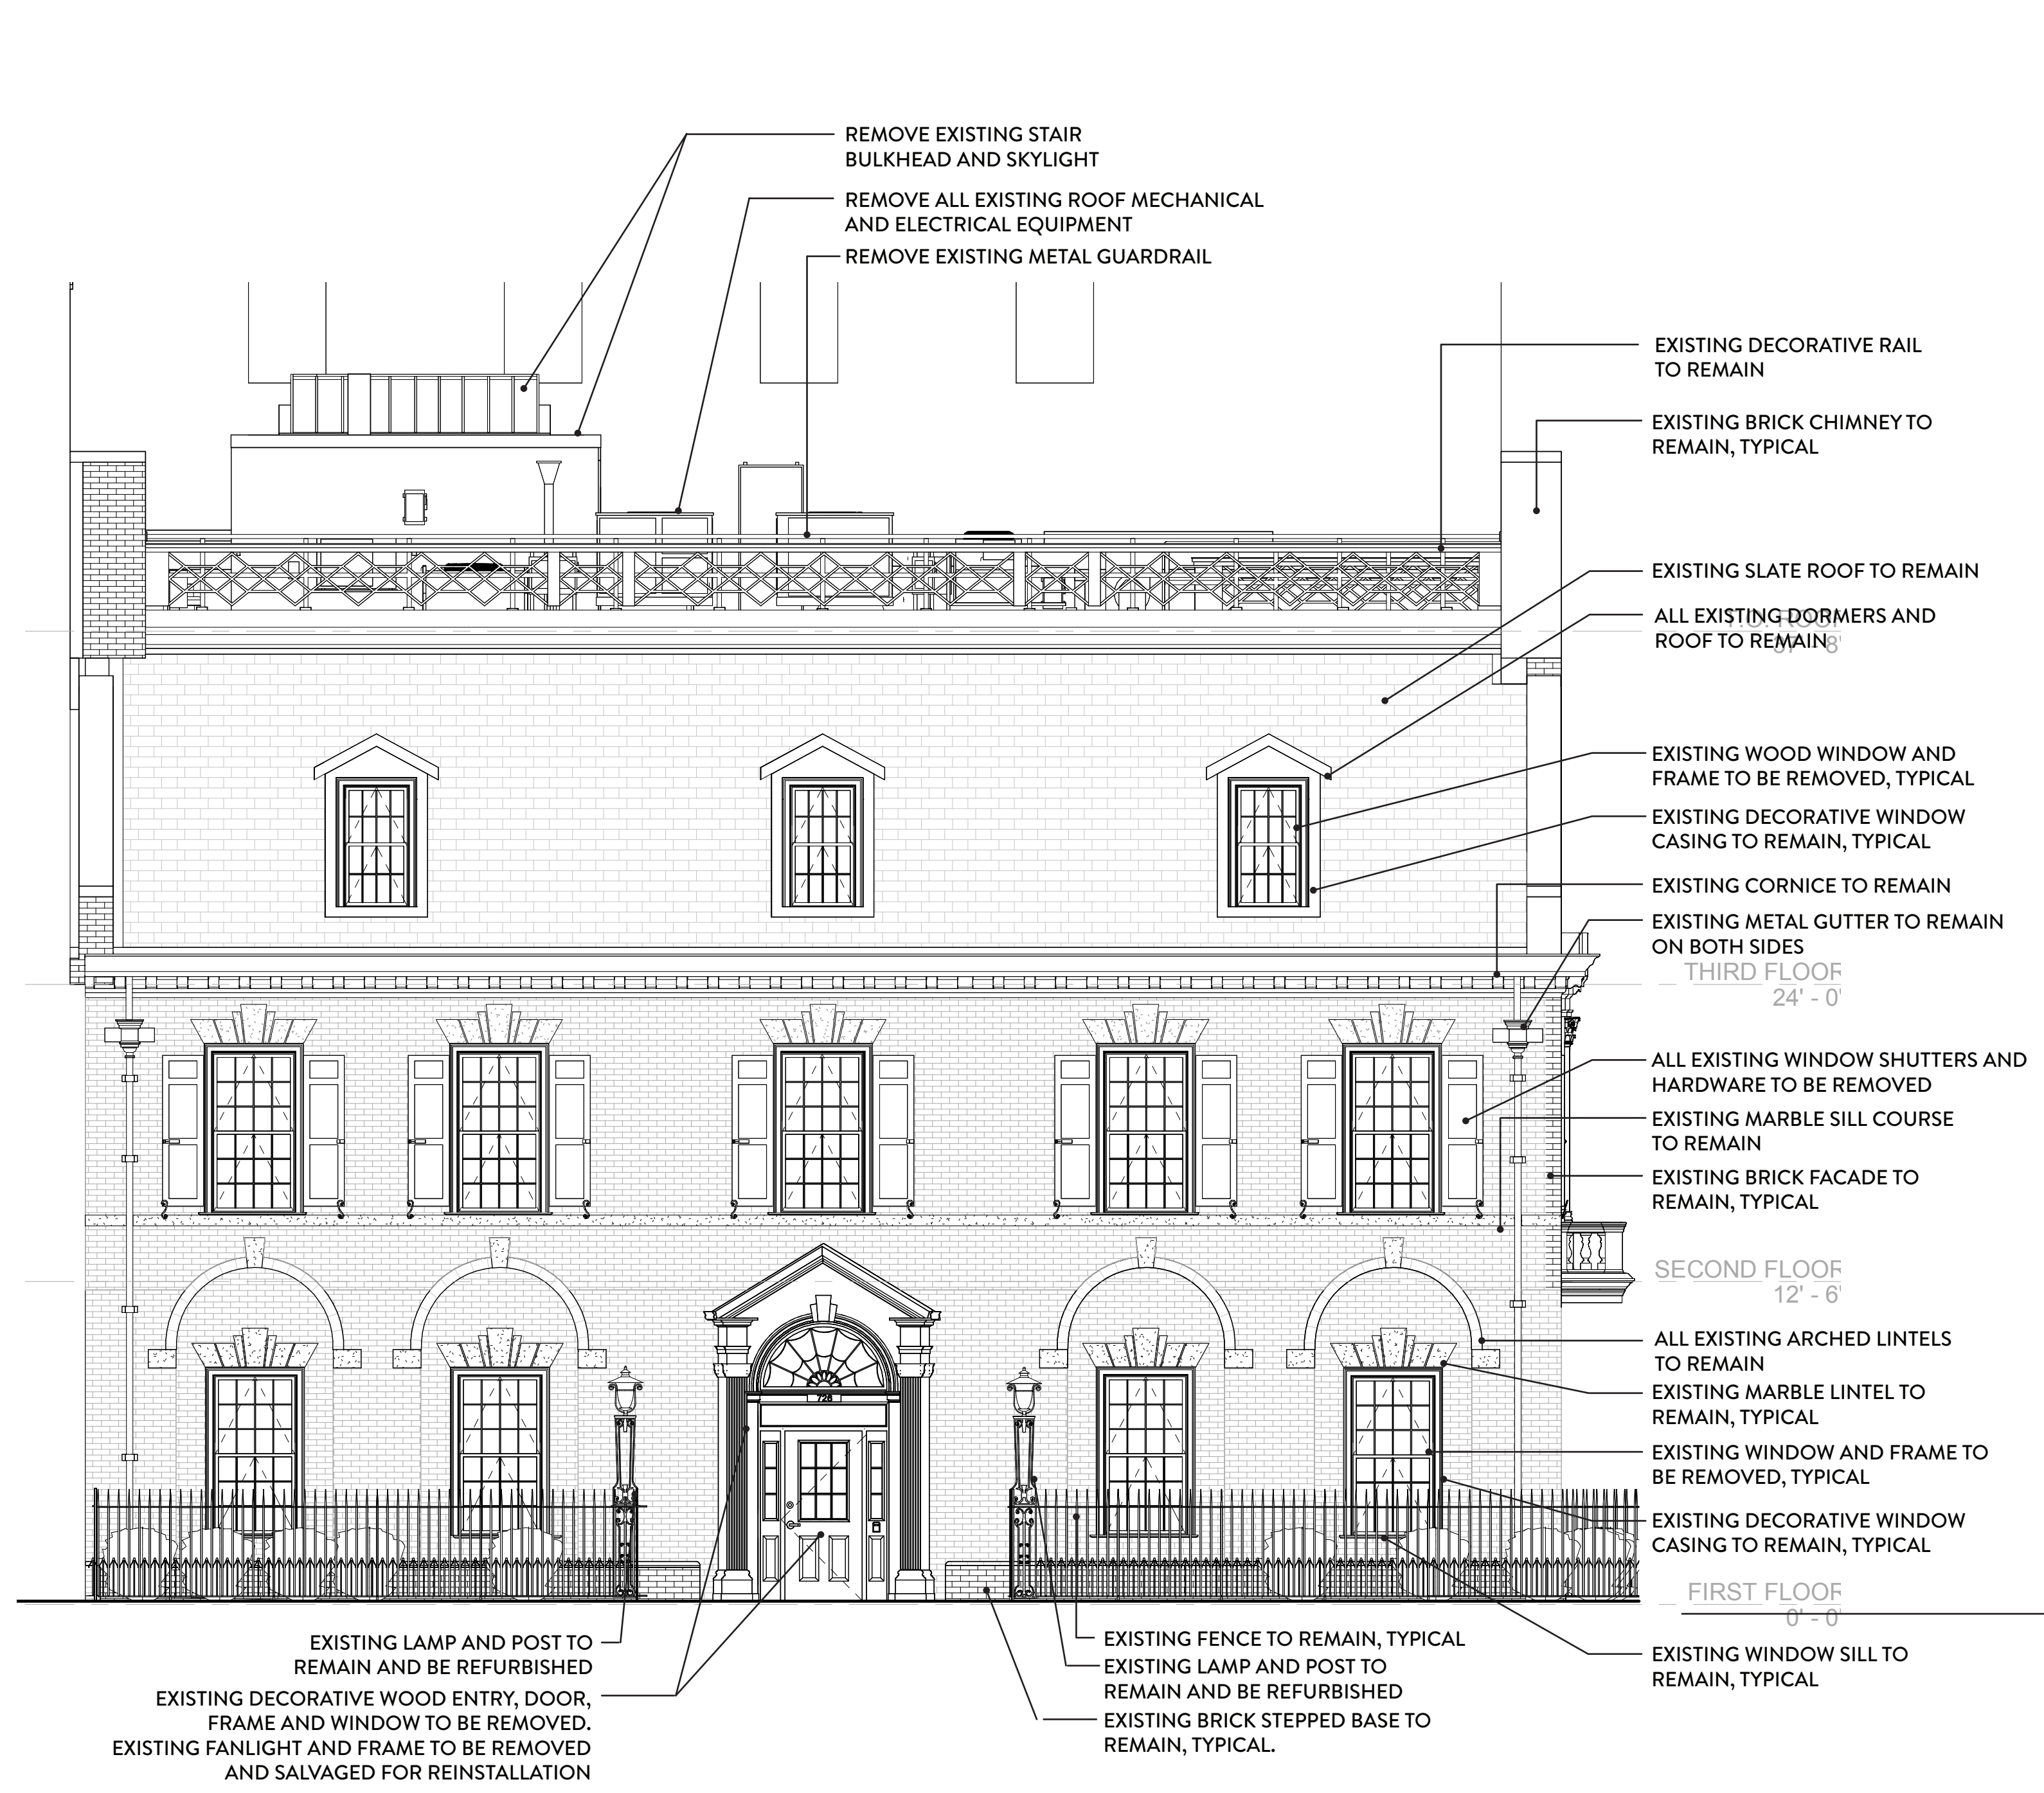 REMOVE EXISTING STAIR
BULKHEAD AND SKYLIGHT
REMOVE ALL EXISTING ROOF MECHANICAL
AND ELECTRICAL EQUIPMENT
REMOVE EXISTING METAL GUARDRAIL
EXISTING DECORATIVE RAIL
TO REMAIN
EXISTING BRICK CHIMNEY TO
REMAIN, TYPICAL
EXISTING SLATE ROOF TO REMAIN
ALL EXISTING DORMERS AND
ROOF TO REMAIN
EXISTING WOOD WINDOW AND
FRAME TO BE REMOVED, TYPICAL
EXISTING DECORATIVE WINDOW
CASING TO REMAIN, TYPICAL
EXISTING CORNICE TO REMAIN
EXISTING METAL GUTTER TO REMAIN
ON BOTH SIDES
THIRD FLOOR
24' - 0'
ALL EXISTING WINDOW SHUTTERS AND
HARDWARE TO BE REMOVED
EXISTING MARBLE SILL COURSE
TO REMAIN
EXISTING BRICK FACADE TO
REMAIN, TYPICAL
SECOND FLOOR
12' - 6'
ALL EXISTING ARCHED LINTELS
TO REMAIN
EXISTING MARBLE LINTEL TO
REMAIN, TYPICAL
728
EXISTING WINDOW AND FRAME TO
BE REMOVED, TYPICAL
EXISTING DECORATIVE WINDOW
CASING TO REMAIN, TYPICAL
FIRST FLOOR
0' - 0'
EXISTING WINDOW SILL TO
REMAIN, TYPICAL
EXISTING LAMP AND POST TO
REMAIN AND BE REFURBISHED
EXISTING DECORATIVE WOOD ENTRY, DOOR,
FRAME AND WINDOW TO BE REMOVED.
EXISTING FANLIGHT AND FRAME TO BE REMOVED
AND SALVAGED FOR REINSTALLATION
EXISTING FENCE TO REMAIN, TYPICAL
EXISTING LAMP AND POST TO
REMAIN AND BE REFURBISHED
EXISTING BRICK STEPPED BASE TO
REMAIN, TYPICAL.